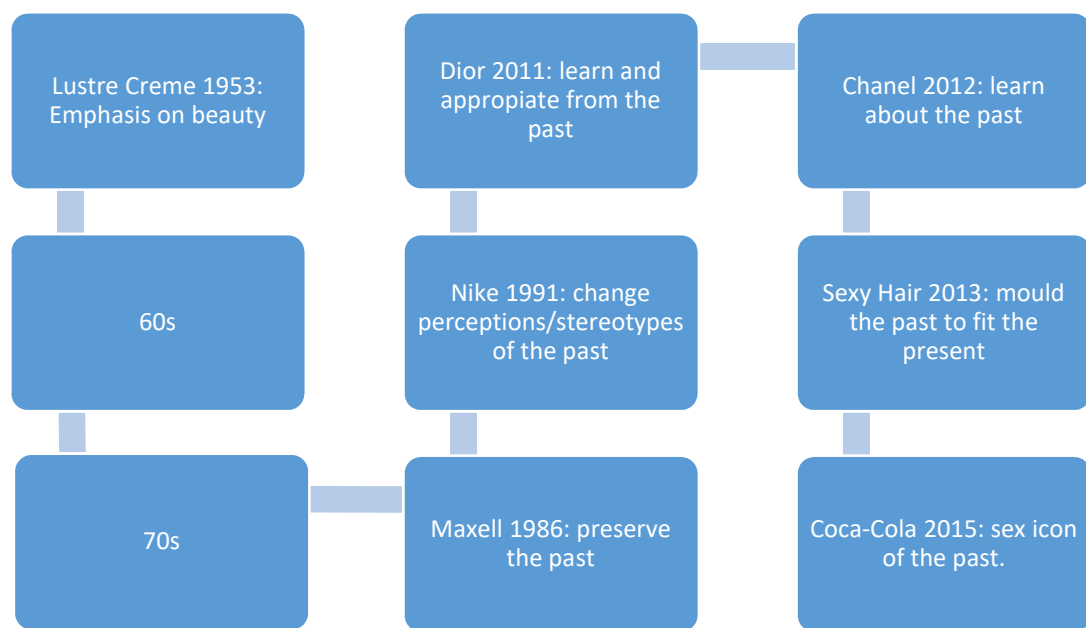 Lustre Creme 1953:
Emphasis on beauty
60s
70s
Maxell 1986: preserve
the past
Nike 1991: change
perceptions/stereotypes
of the past
Dior 2011: learn and
appropiate from the
past
Chanel 2012: learn
about the past
Sexy Hair 2013: mould
the past to fit the
present
Coca-Cola 2015: sex icon
of the past.